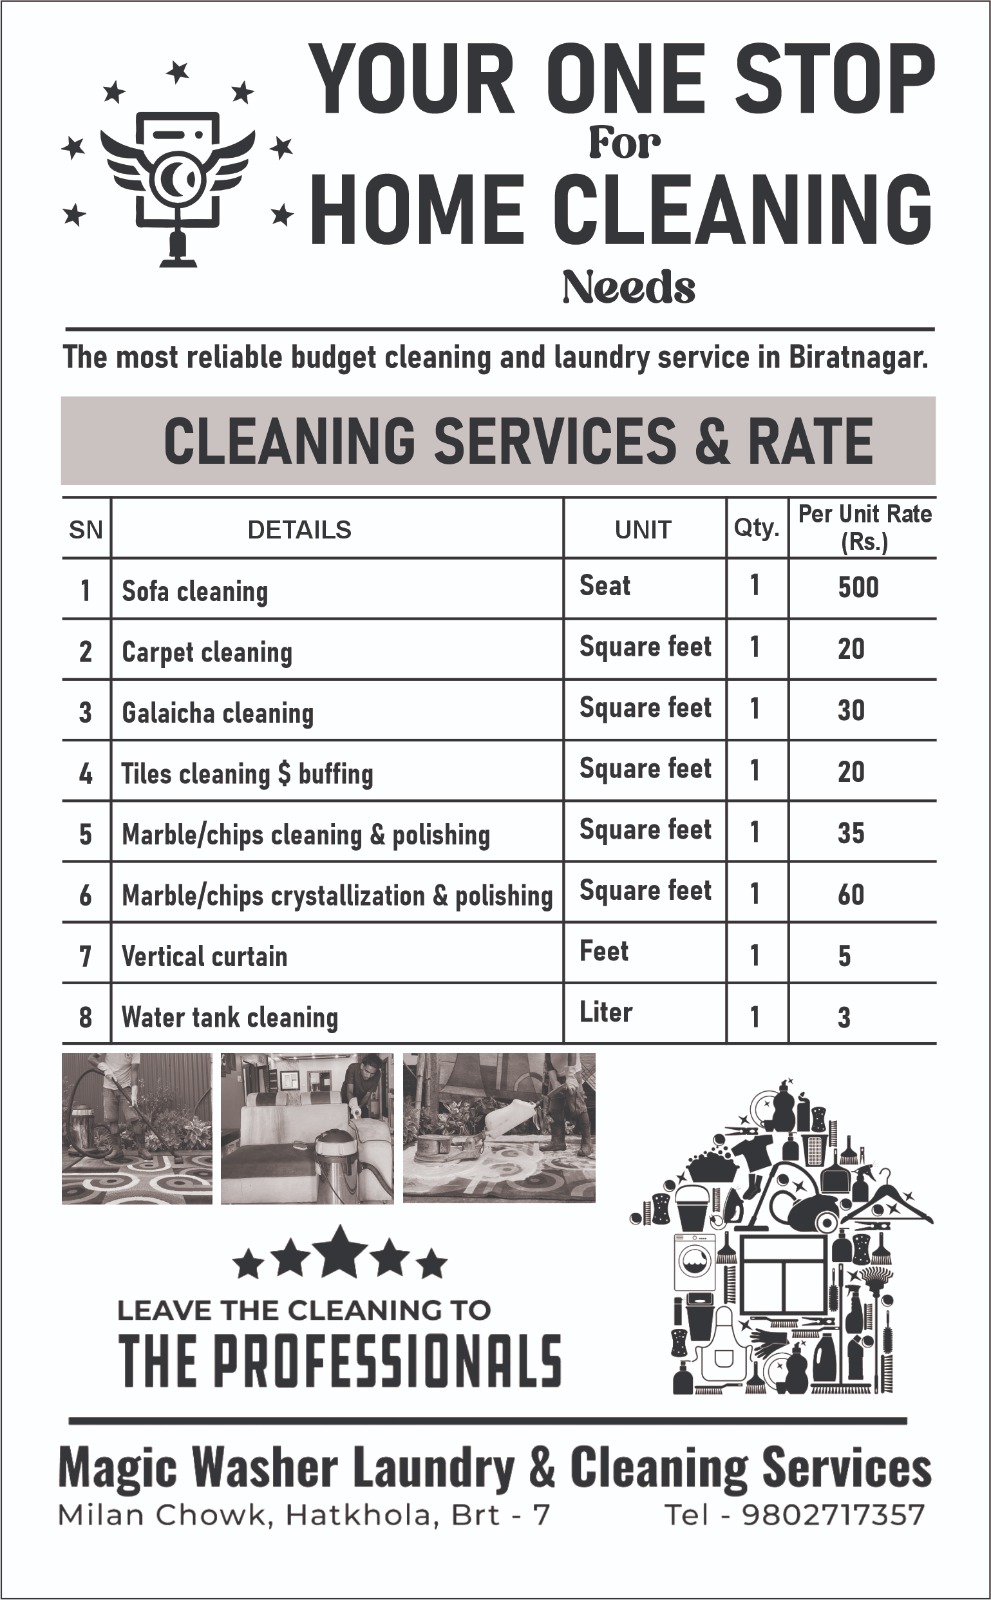 YOUR ONE STOP
For
HOME CLEANING
Needs
The most reliable budget cleaning and laundry service in Biratnagar.
CLEANING SERVICES & RATE
SN DETAILS UNIT Qty. Per Unit Rate (Rs.)
1 Sofa cleaning Seat 1 500
2 Carpet cleaning Square feet 1 20
3 Galaicha cleaning Square feet 1 30
4 Tiles cleaning $ buffing Square feet 1 20
5 Marble/chips cleaning & polishing Square feet 1 35
6 Marble/chips crystallization & polishing Square feet 1 60
7 Vertical curtain Feet 1 5
8 Water tank cleaning Liter 1 3
LEAVE THE CLEANING TO
THE PROFESSIONALS
Magic Washer Laundry & Cleaning Services
Milan Chowk, Hatkhola, Brt - 7 Tel - 9802717357